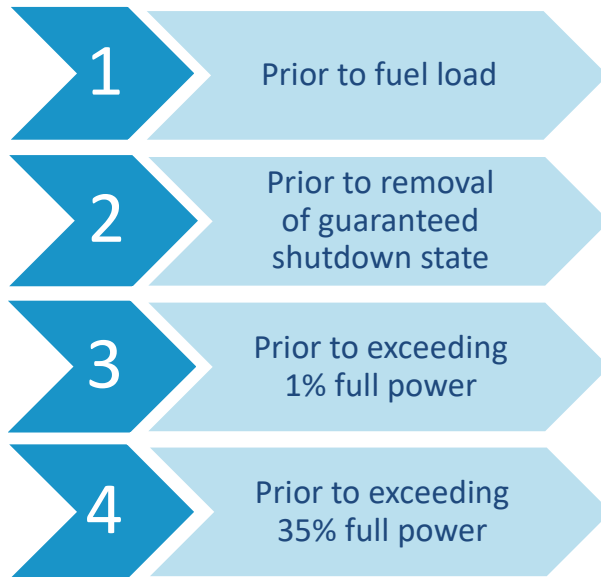 1
Prior to fuel load
2
Prior to removal
of guaranteed
shutdown state
3
Prior to exceeding
1% full power
4
Prior to exceeding
35% full power